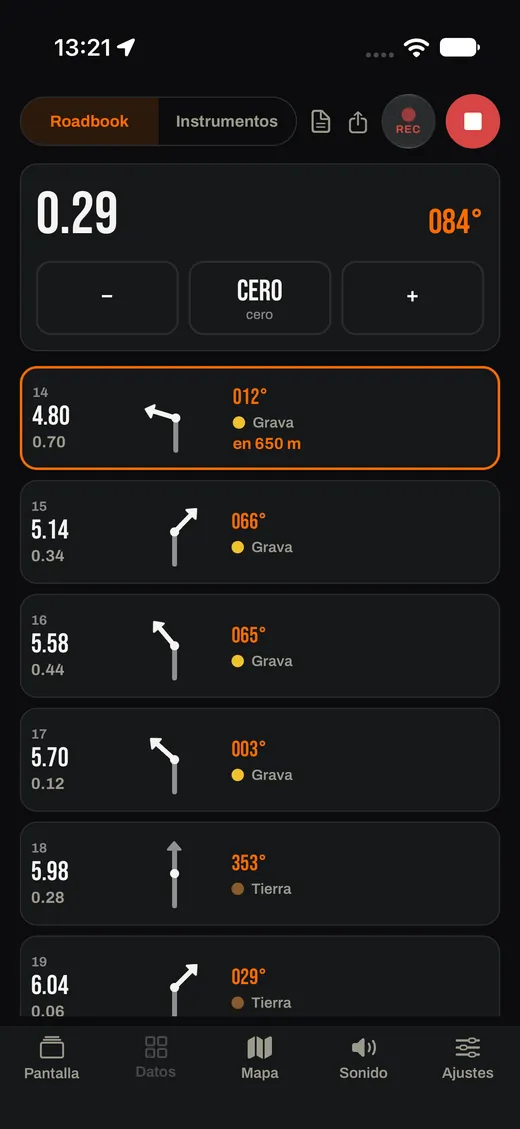 13:21
Roadbook
Instrumentos
REC
0.29
084°
−
CERO
cero
+
14
4.80
0.70
012°
Grava
en 650 m
15
5.14
0.34
066°
Grava
16
5.58
0.44
065°
Grava
17
5.70
0.12
003°
Grava
18
5.98
0.28
353°
Tierra
19
6.04
0.06
029°
Tierra
Pantalla
Datos
Mapa
Sonido
Ajustes